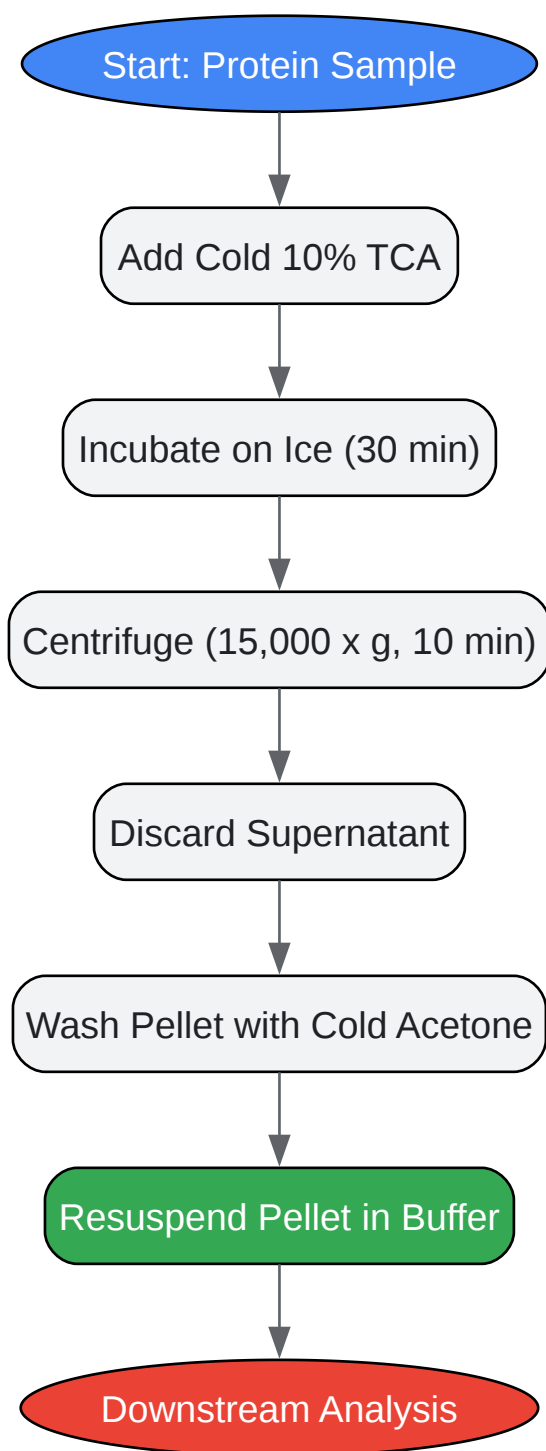 Start: Protein Sample
Add Cold 10% TCA
Incubate on Ice (30 min)
Centrifuge (15,000 x g, 10 min)
Discard Supernatant
Wash Pellet with Cold Acetone
Resuspend Pellet in Buffer
Downstream Analysis